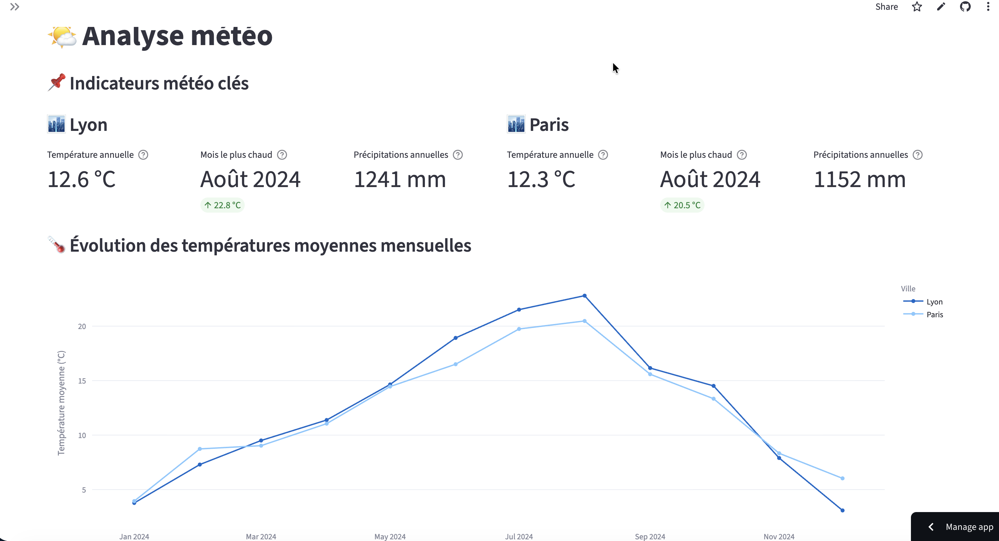 Share
Analyse météo
Indicateurs météo clés
Lyon
Paris
Température annuelle
Mois le plus chaud
Précipitations annuelles
Température annuelle
Mois le plus chaud
Précipitations annuelles
12.6 °C
Août 2024
1241 mm
12.3 °C
Août 2024
1152 mm
↑ 22.8 °C
↑ 20.5 °C
Évolution des températures moyennes mensuelles
Ville
Lyon
Paris
Température moyenne (°C)
20
15
10
5
Jan 2024
Mar 2024
May 2024
Jul 2024
Sep 2024
Nov 2024
Manage app